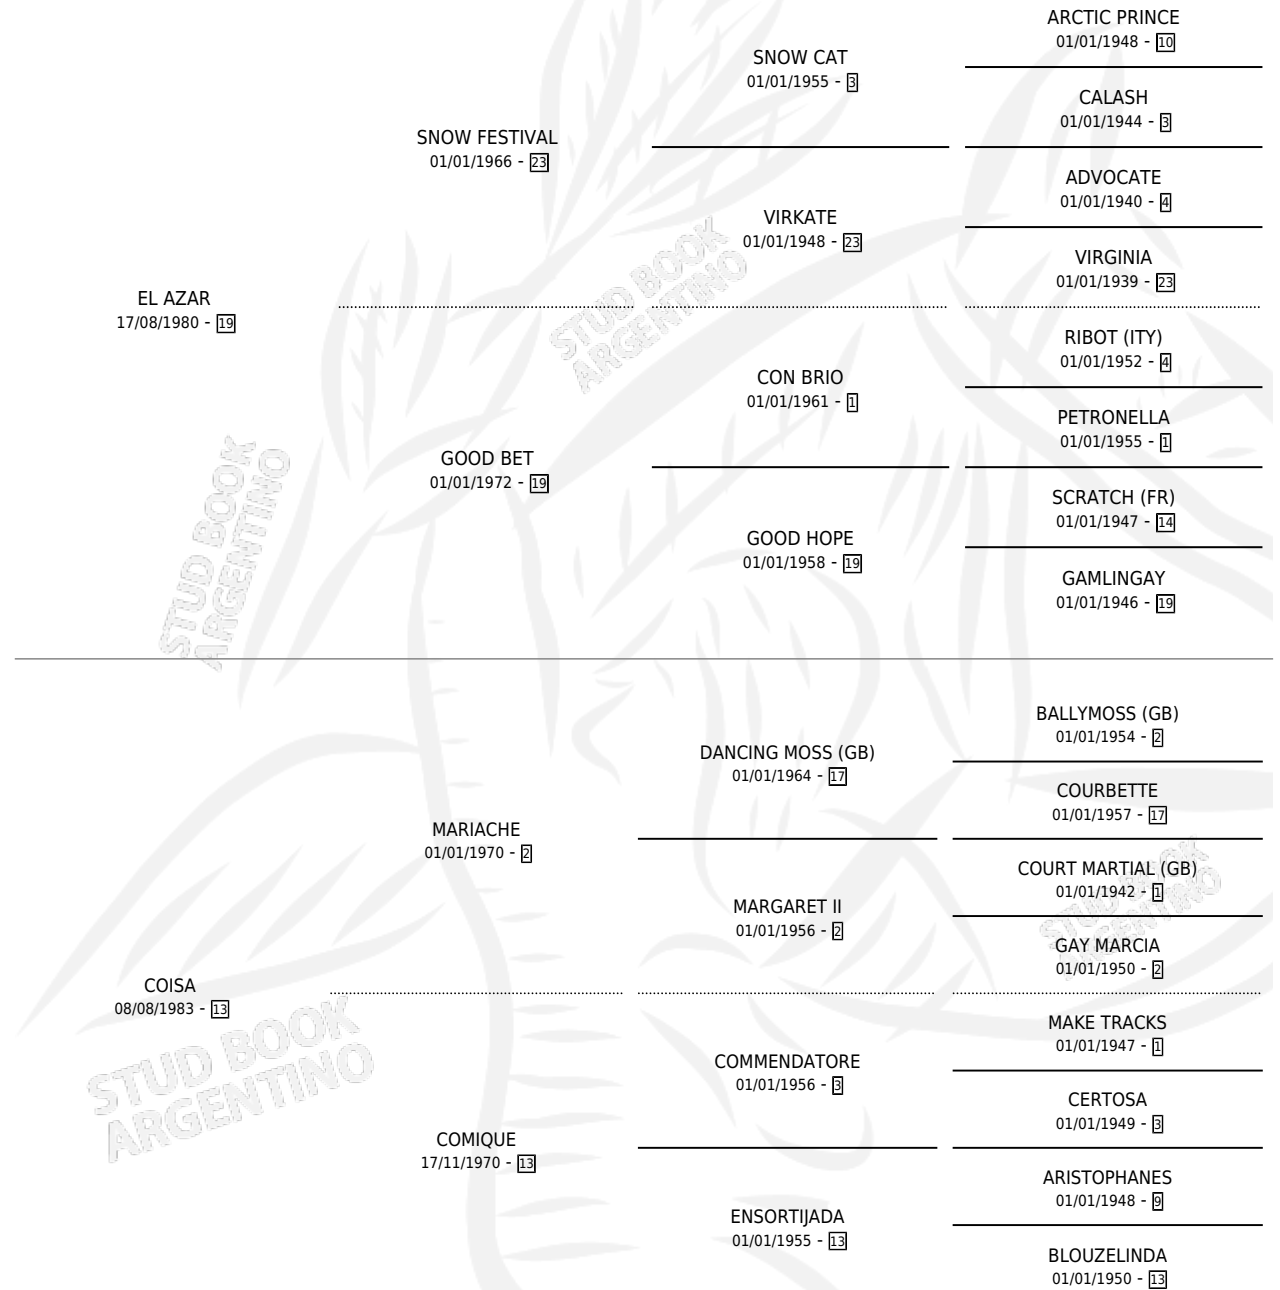 ARCTIC PRINCE
01/01/1948 - 10
SNOW CAT
01/01/1955 - 3
CALASH
01/01/1944 - 3
SNOW FESTIVAL
01/01/1966 - 23
ADVOCATE
01/01/1940 - 4
VIRKATE
01/01/1948 - 23
VIRGINIA
01/01/1939 - 23
EL AZAR
17/08/1980 - 19
STUD BOOK
ARGENTINO
RIBOT (ITY)
01/01/1952 - 4
CON BRIO
01/01/1961 - 1
PETRONELLA
01/01/1955 - 1
GOOD BET
01/01/1972 - 19
SCRATCH (FR)
01/01/1947 - 14
GOOD HOPE
01/01/1958 - 19
GAMLINGAY
01/01/1946 - 19
STUD BOOK
ARGENTINO
BALLYMOSS (GB)
01/01/1954 - 2
DANCING MOSS (GB)
01/01/1964 - 17
COURBETTE
01/01/1957 - 17
MARIACHE
01/01/1970 - 2
COURT MARTIAL (GB)
01/01/1942 - 1
MARGARET II
01/01/1956 - 2
GAY MARCIA
01/01/1950 - 2
STUD BOOK
ARGENTINO
COISA
08/08/1983 - 13
MAKE TRACKS
01/01/1947 - 1
COMMENDATORE
01/01/1956 - 3
STUD BOOK
ARGENTINO
CERTOSA
01/01/1949 - 3
COMIQUE
17/11/1970 - 13
ARISTOPHANES
01/01/1948 - 9
ENSORTIJADA
01/01/1955 - 13
BLOUZELINDA
01/01/1950 - 13